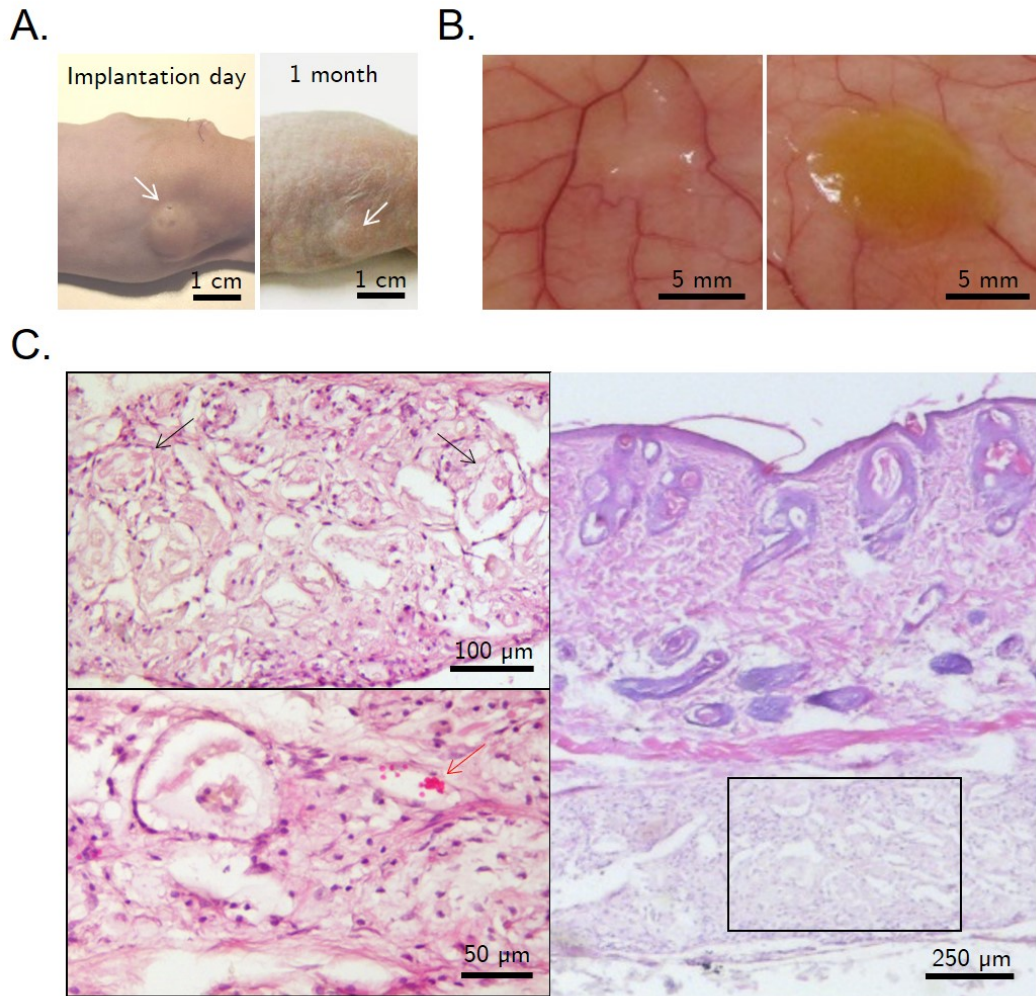 A.
B.
Implantation day
1 month
1 cm
1 cm
5 mm
5 mm
C.
100 µm
50 µm
250 µm